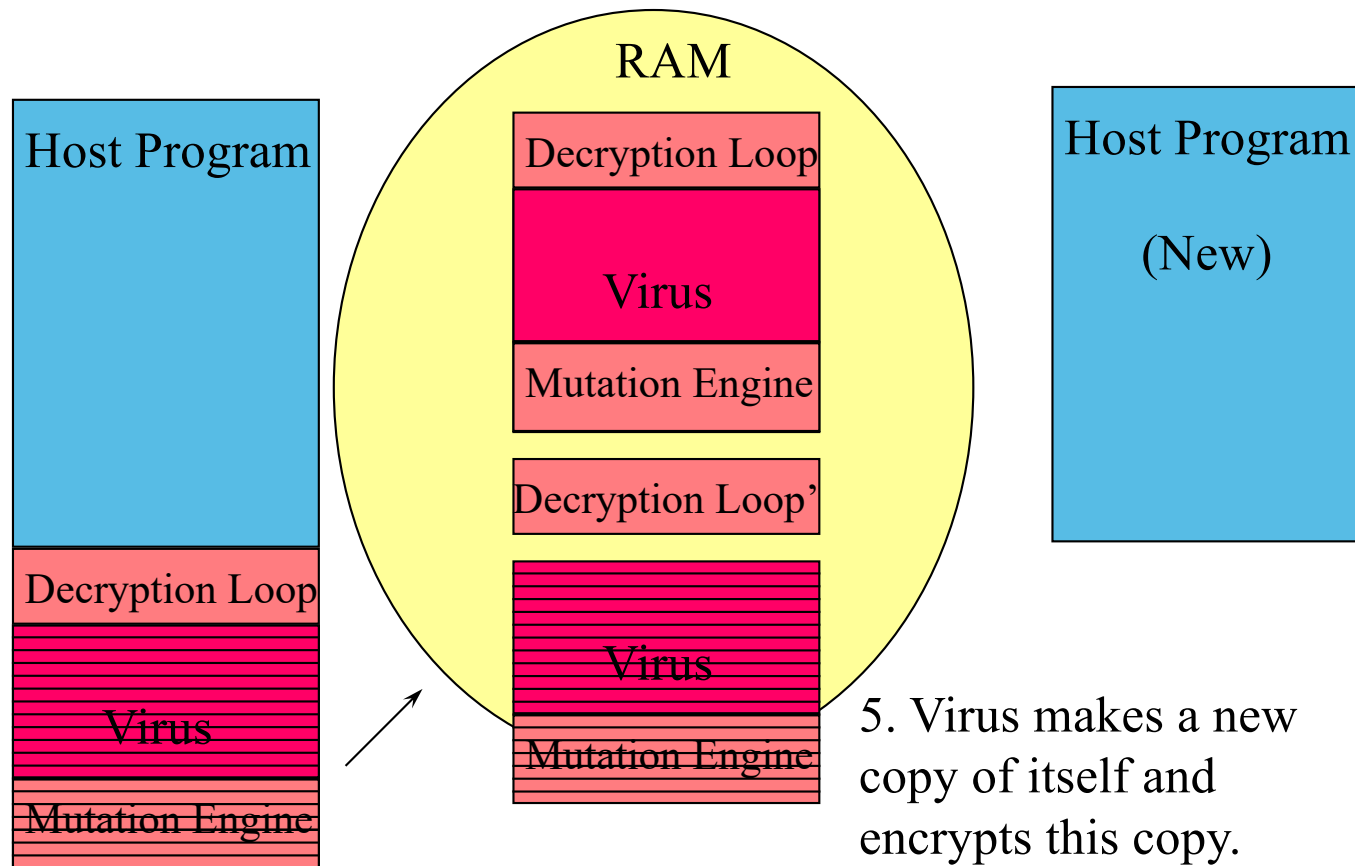 RAM
Host Program
Decryption Loop
Virus
Mutation Engine
Decryption Loop
Virus
Mutation Engine
Decryption Loop’
Virus
Mutation Engine
Host Program
(New)
5. Virus makes a new
copy of itself and
encrypts this copy.